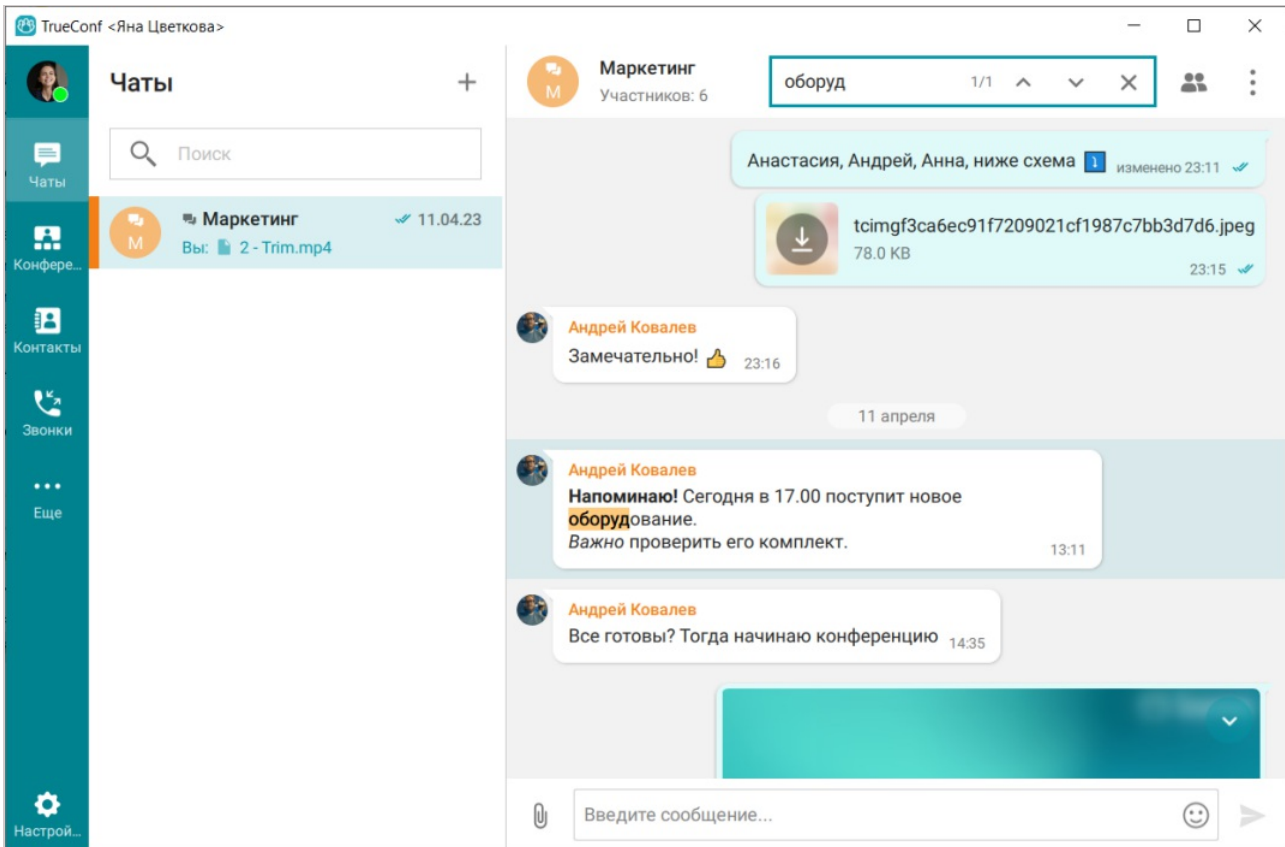 TrueConf <Яна Цветкова>
Чаты
Поиск
Маркетинг
11.04.23
М
Вы: 2 - Trim.mp4
Чаты
Конфере...
Контакты
Звонки
Еще
Настрой...
М
Маркетинг
Участников: 6
оборуд
1/1
Анастасия, Андрей, Анна, ниже схема
изменено 23:11
tcimgf3ca6ec91f7209021cf1987c7bb3d7d6.jpeg
78.0 KB
23:15
Андрей Ковалев
Замечательно!
23:16
11 апреля
Андрей Ковалев
Напоминаю! Сегодня в 17.00 поступит новое
оборудование.
Важно проверить его комплект.
13:11
Андрей Ковалев
Все готовы? Тогда начинаю конференцию
14:35
Введите сообщение...